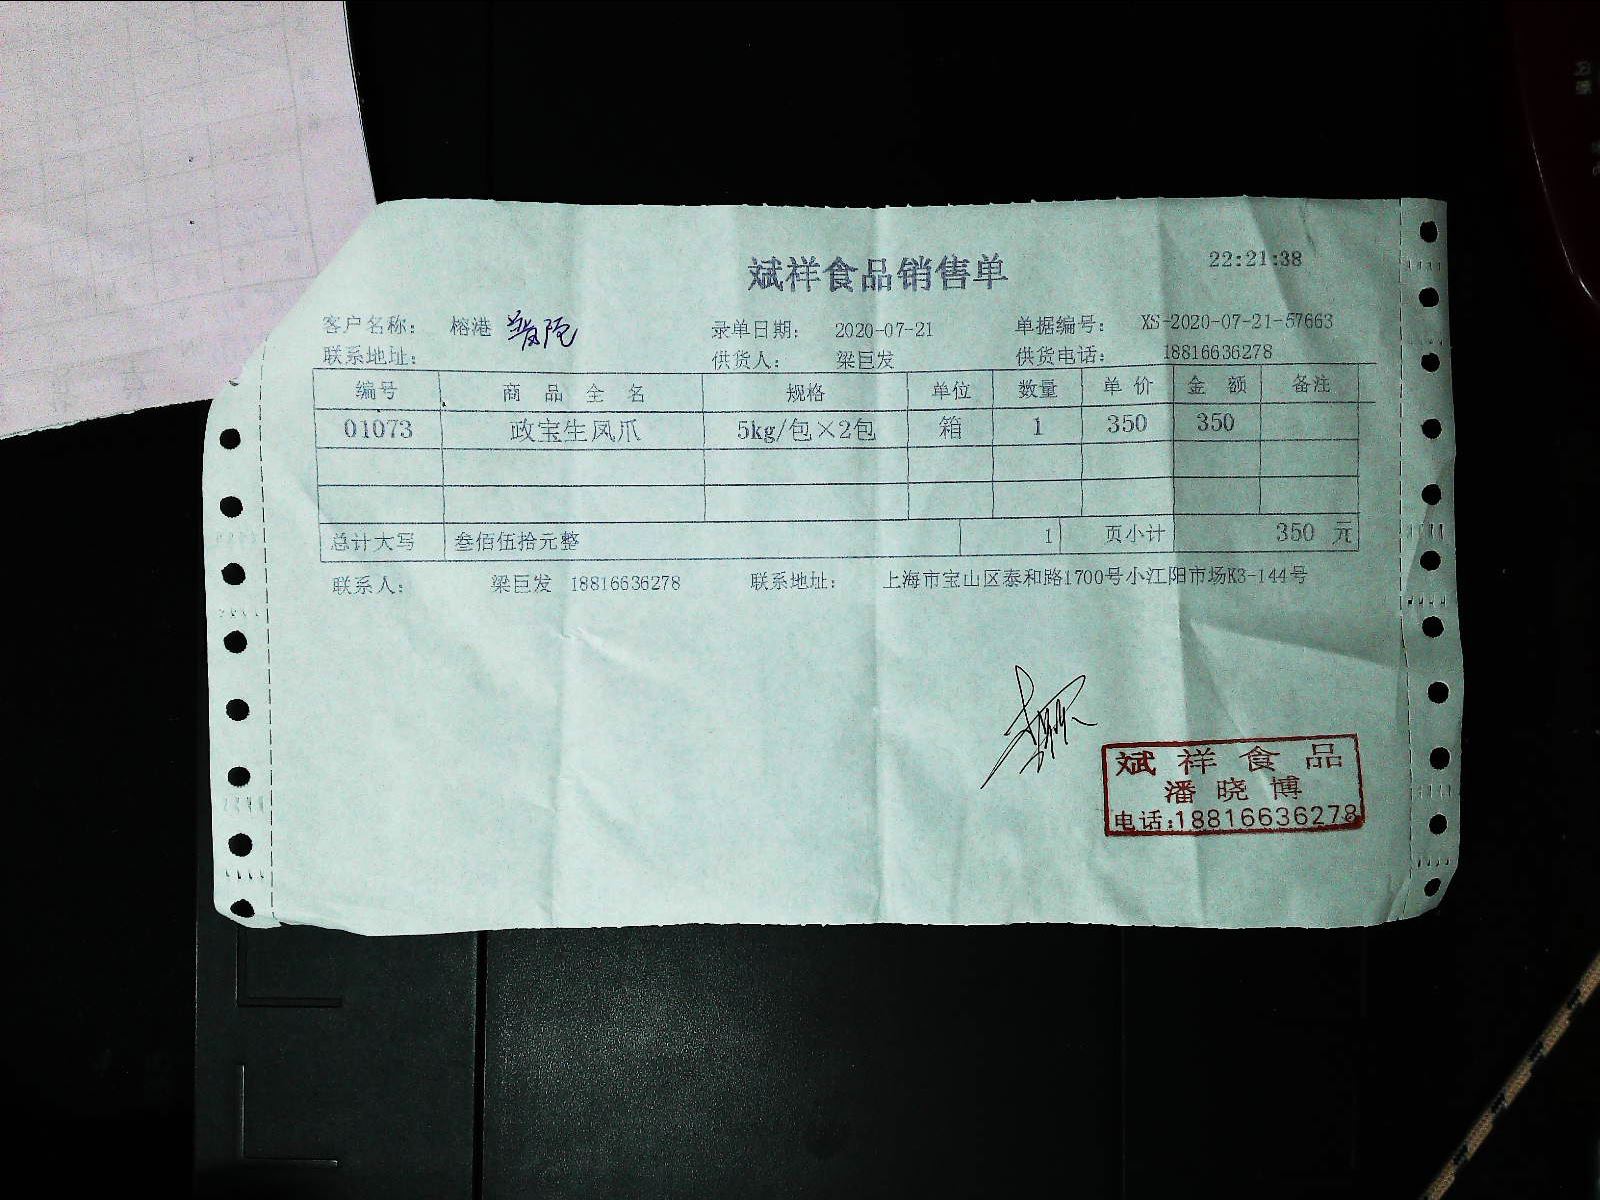 斌祥食品销售单
22:21:38
客户名称: 榕港 录单日期: 2020-07-21 单据编号: XS-2020-07-21-57663
联系地址: 供货人: 梁巨发 供货电话: 18816636278
编号 商品全名 规格 单位 数量 单价 金额 备注
01073 政宝生凤爪 5kg/包×2包 箱 1 350 350
总计大写 叁佰伍拾元整 1 页小计 350 元
联系人: 梁巨发 18816636278 联系地址: 上海市宝山区泰和路1700号小江阳市场K3-144号
斌祥食品
潘晓博
电话:18816636278